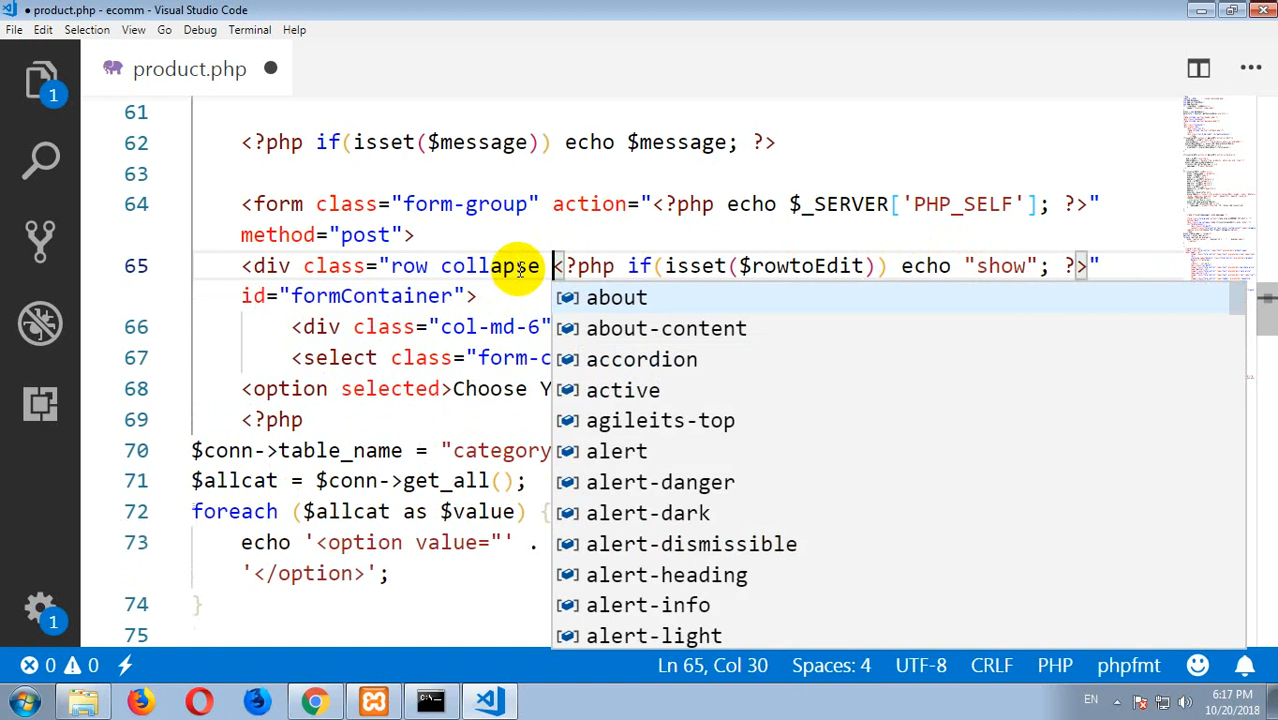 product.php - ecomm - Visual Studio Code
File Edit Selection View Go Debug Terminal Help
product.php
1
61
62 <?php if(isset($message)) echo $message; ?>
63
64 <form class="form-group" action="<?php echo $_SERVER['PHP_SELF']; ?>"
method="post">
65 <div class="row collapse <?php if(isset($rowtoEdit)) echo "show"; ?>"
id="formContainer">
about
66 <div class="col-md-6"
about-content
67 <select class="form-c
accordion
68 <option selected>Choose Y
active
69 <?php
agileits-top
70 $conn->table_name = "category
alert
71 $allcat = $conn->get_all();
alert-danger
72 foreach ($allcat as $value) {
alert-dark
73 echo '<option value="' .
alert-dismissible
'</option>';
alert-heading
74 }
alert-info
75
alert-light
1
0 0 Ln 65, Col 30 Spaces: 4 UTF-8 CRLF PHP phpfmt
EN 6:17 PM
10/20/2018